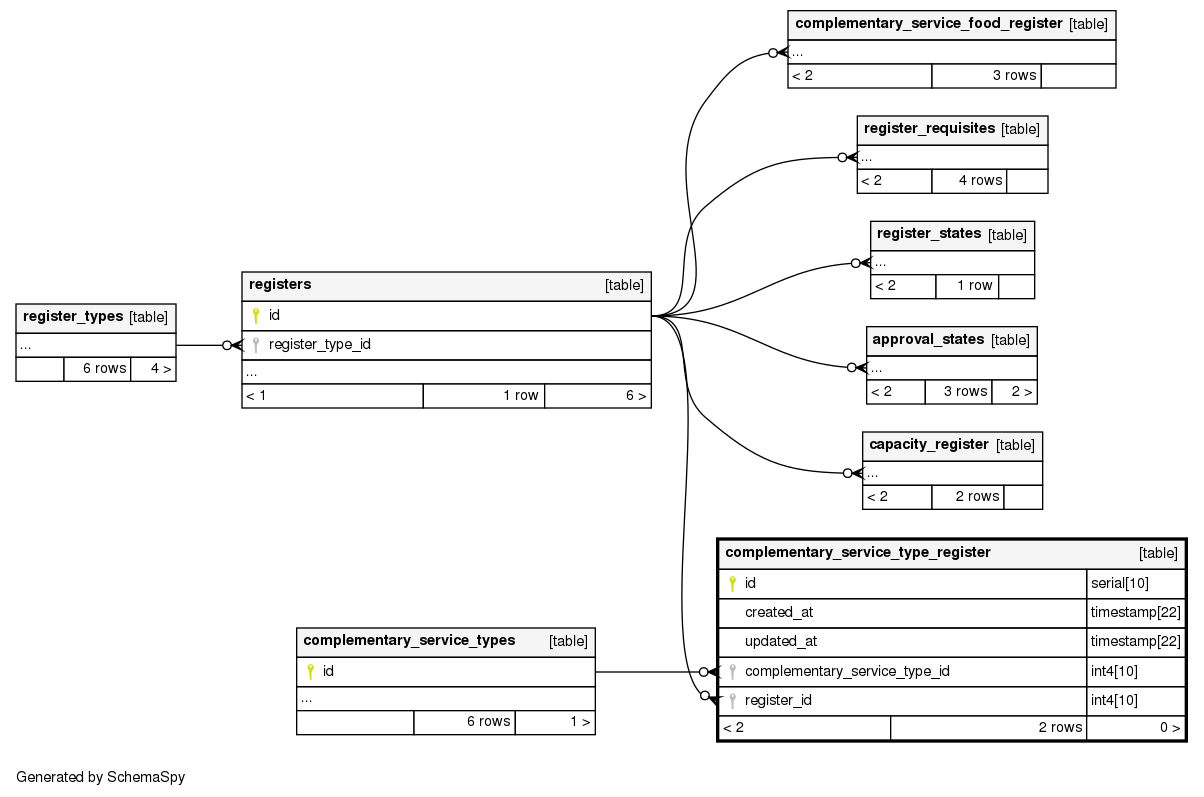 complementary_service_food_register [table]
...
< 2 3 rows
register_requisites [table]
...
< 2 4 rows
register_states [table]
...
< 2 1 row
registers [table]
id
register_type_id
...
< 1 1 row 6 >
register_types [table]
...
6 rows 4 >
approval_states [table]
...
< 2 3 rows 2 >
capacity_register [table]
...
< 2 2 rows
complementary_service_type_register [table]
id serial[10]
created_at timestamp[22]
updated_at timestamp[22]
complementary_service_type_id int4[10]
register_id int4[10]
< 2 2 rows 0 >
complementary_service_types [table]
id
...
6 rows 1 >
Generated by SchemaSpy